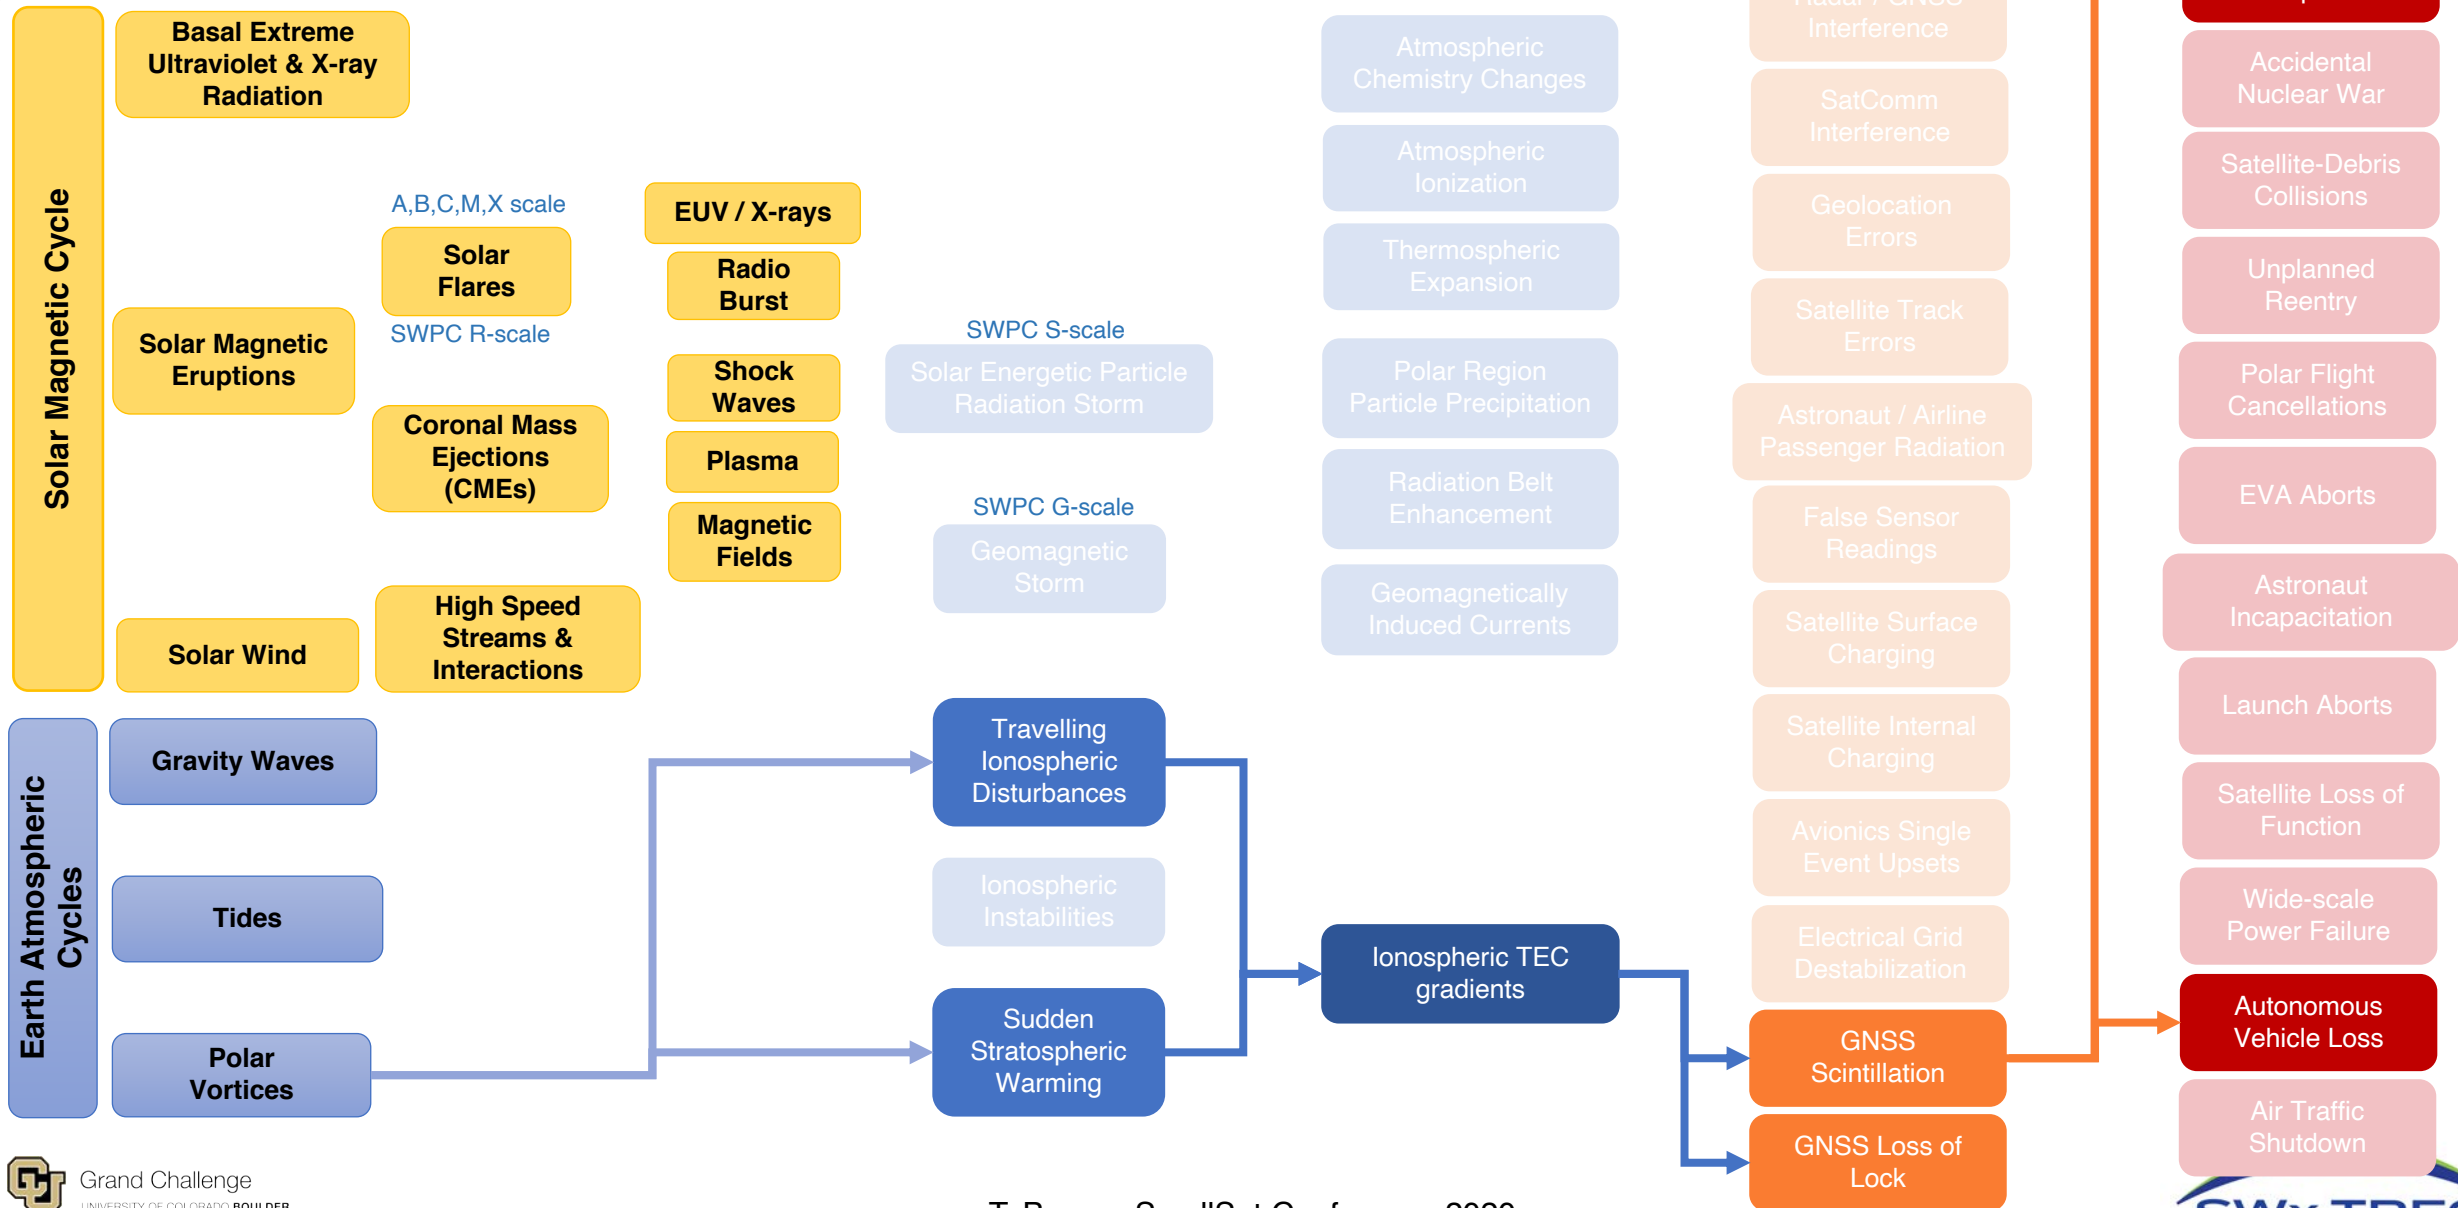 Solar Magnetic Cycle
Basal Extreme
Ultraviolet & X-ray
Radiation
Solar Magnetic
Eruptions
Solar Wind
A,B,C,M,X scale
Solar
Flares
SWPC R-scale
Coronal Mass
Ejections
(CMEs)
High Speed
Streams &
Interactions
EUV / X-rays
Radio
Burst
Shock
Waves
Plasma
Magnetic
Fields
SWPC S-scale
Solar Energetic Particle
Radiation Storm
SWPC G-scale
Geomagnetic
Storm
Atmospheric
Chemistry Changes
Atmospheric
Ionization
Thermospheric
Expansion
Polar Region
Particle Precipitation
Radiation Belt
Enhancement
Geomagnetically
Induced Currents
Interference
SatComm
Interference
Geolocation
Errors
Satellite Track
Errors
Astronaut / Airline
Passenger Radiation
False Sensor
Readings
Satellite Surface
Charging
Satellite Internal
Charging
Avionics Single
Event Upsets
Electrical Grid
Destabilization
GNSS
Scintillation
GNSS Loss of
Lock
Accidental
Nuclear War
Satellite-Debris
Collisions
Unplanned
Reentry
Polar Flight
Cancellations
EVA Aborts
Astronaut
Incapacitation
Launch Aborts
Satellite Loss of
Function
Wide-scale
Power Failure
Autonomous
Vehicle Loss
Air Traffic
Shutdown
Earth Atmospheric
Cycles
Gravity Waves
Tides
Polar
Vortices
Travelling
Ionospheric
Disturbances
Ionospheric
Instabilities
Sudden
Stratospheric
Warming
Ionospheric TEC
gradients
CU
Grand Challenge
UNIVERSITY OF COLORADO BOULDER